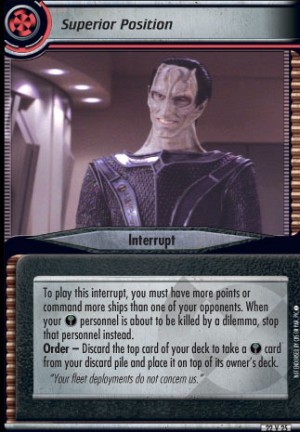 Superior Position
Interrupt
To play this interrupt, you must have more points or
command more ships than one of your opponents. When
your personnel is about to be killed by a dilemma, stop
that personnel instead.
Order – Discard the top card of your deck to take a card
from your discard pile and place it on top of its owner's deck.
"Your fleet deployments do not concern us."
22 V 25